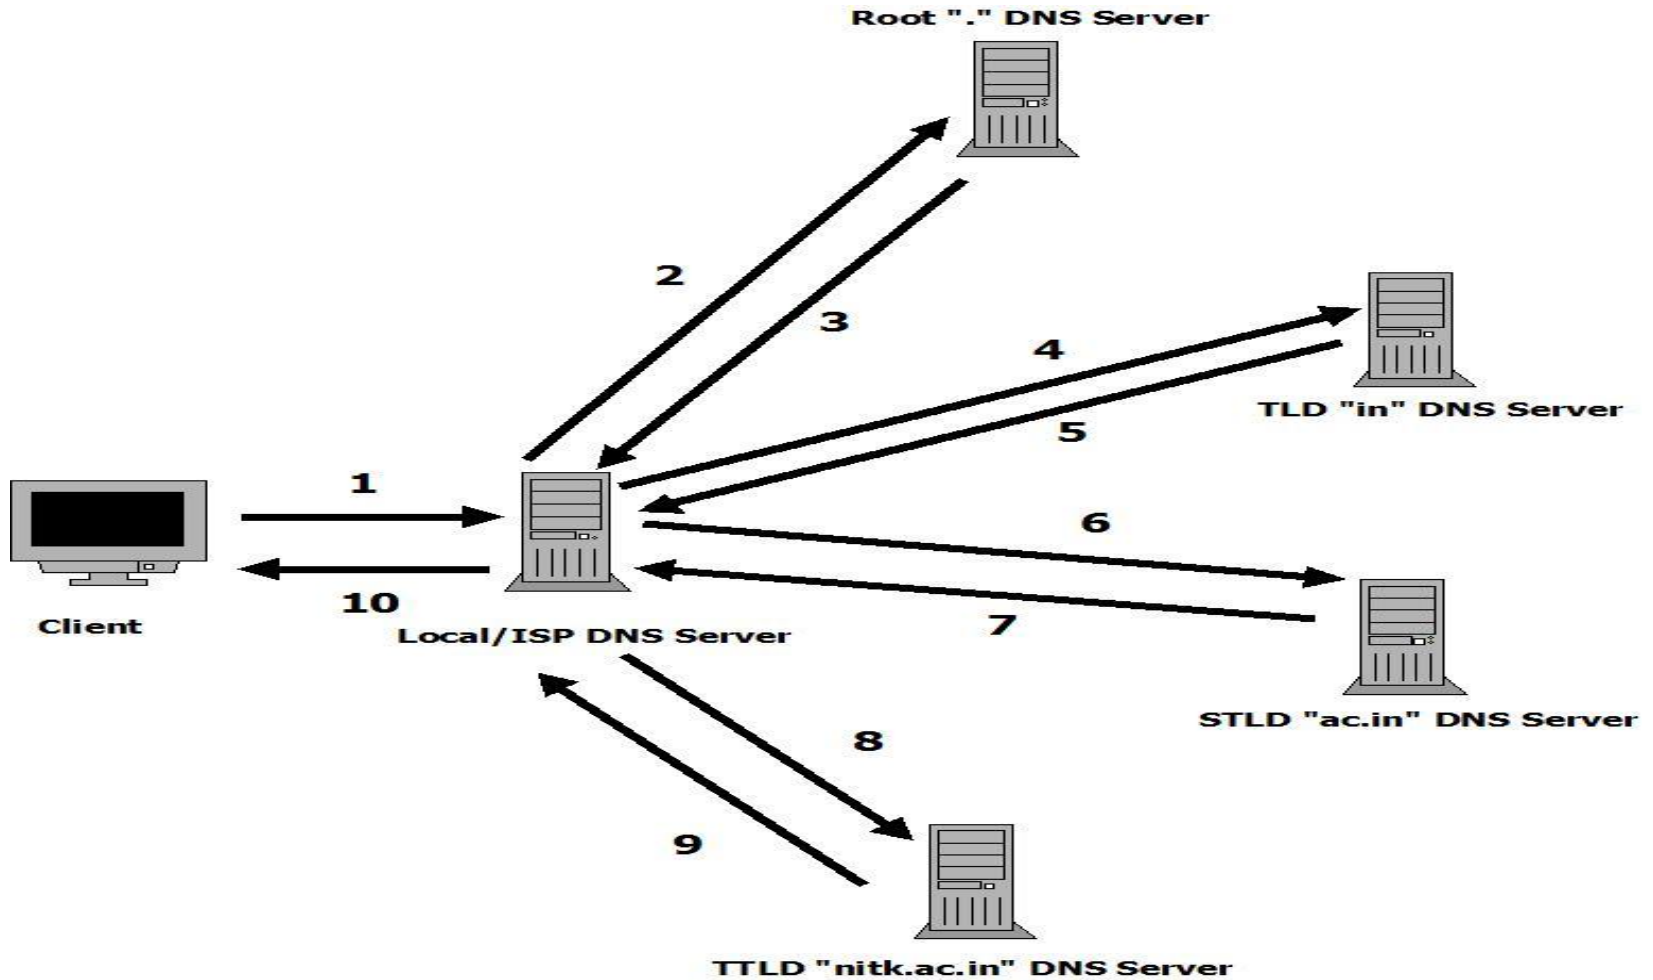 Root "." DNS Server
2
3
4
TLD "in" DNS Server
5
1
6
10
7
Client
Local/ISP DNS Server
STLD "ac.in" DNS Server
8
9
TTLD "nitk.ac.in" DNS Server